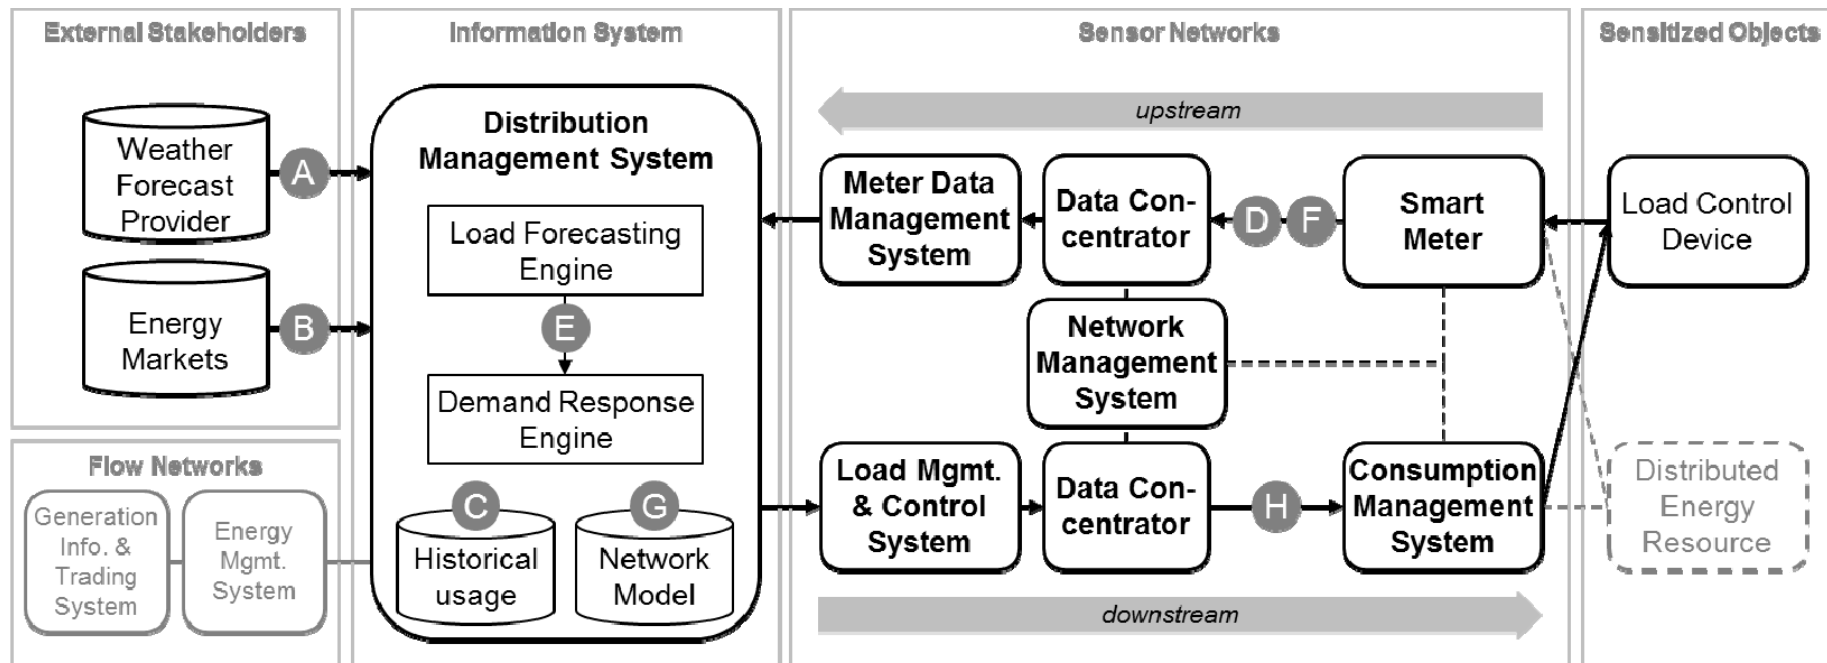 External Stakeholders
Weather
Forecast
Provider
A
Energy
Markets
B
Flow Networks
Generation
Info. &
Trading
System
Energy
Mgmt.
System
Information System
Distribution
Management System
Load Forecasting
Engine
E
Demand Response
Engine
C
Historical
usage
G
Network
Model
Sensor Networks
upstream
Meter Data
Management
System
Data Con-
centrator
D
F
Smart
Meter
Network
Management
System
Load Mgmt.
& Control
System
Data Con-
centrator
H
Consumption
Management
System
downstream
Sensitized Objects
Load Control
Device
Distributed
Energy
Resource